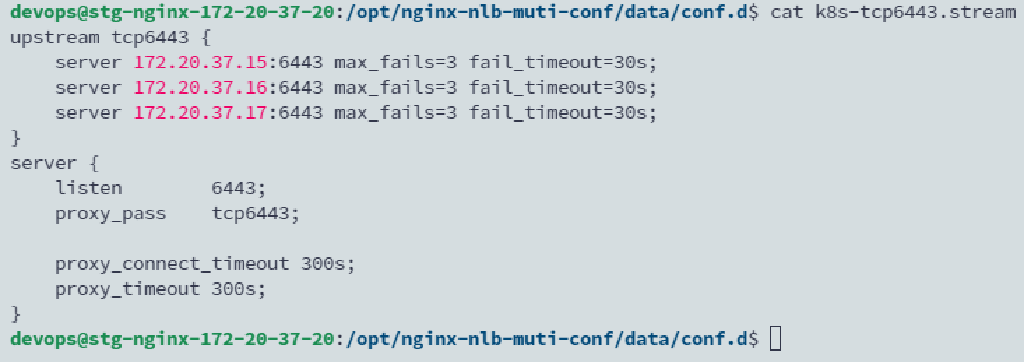 devops@stg-nginx-172-20-37-20:/opt/nginx-nlb-muti-conf/data/conf.d$ cat k8s-tcp6443.stream
upstream tcp6443 {
    server 172.20.37.15:6443 max_fails=3 fail_timeout=30s;
    server 172.20.37.16:6443 max_fails=3 fail_timeout=30s;
    server 172.20.37.17:6443 max_fails=3 fail_timeout=30s;
}
server {
    listen        6443;
    proxy_pass    tcp6443;

    proxy_connect_timeout 300s;
    proxy_timeout 300s;
}
devops@stg-nginx-172-20-37-20:/opt/nginx-nlb-muti-conf/data/conf.d$